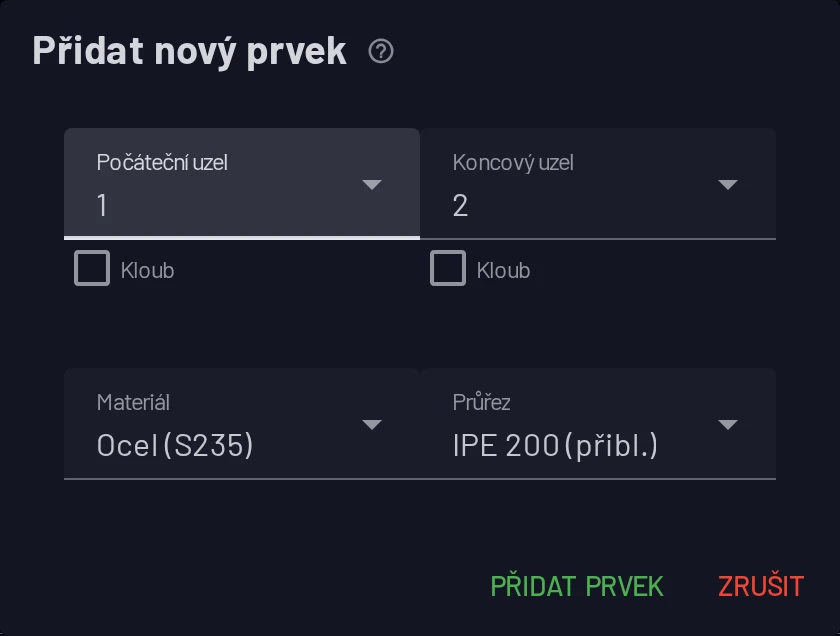 Přidat nový prvek
Počáteční uzel
1
Koncový uzel
2
Kloub
Kloub
Materiál
Ocel (S235)
Průřez
IPE 200 (přibl.)
PŘIDAT PRVEK
ZRUŠIT